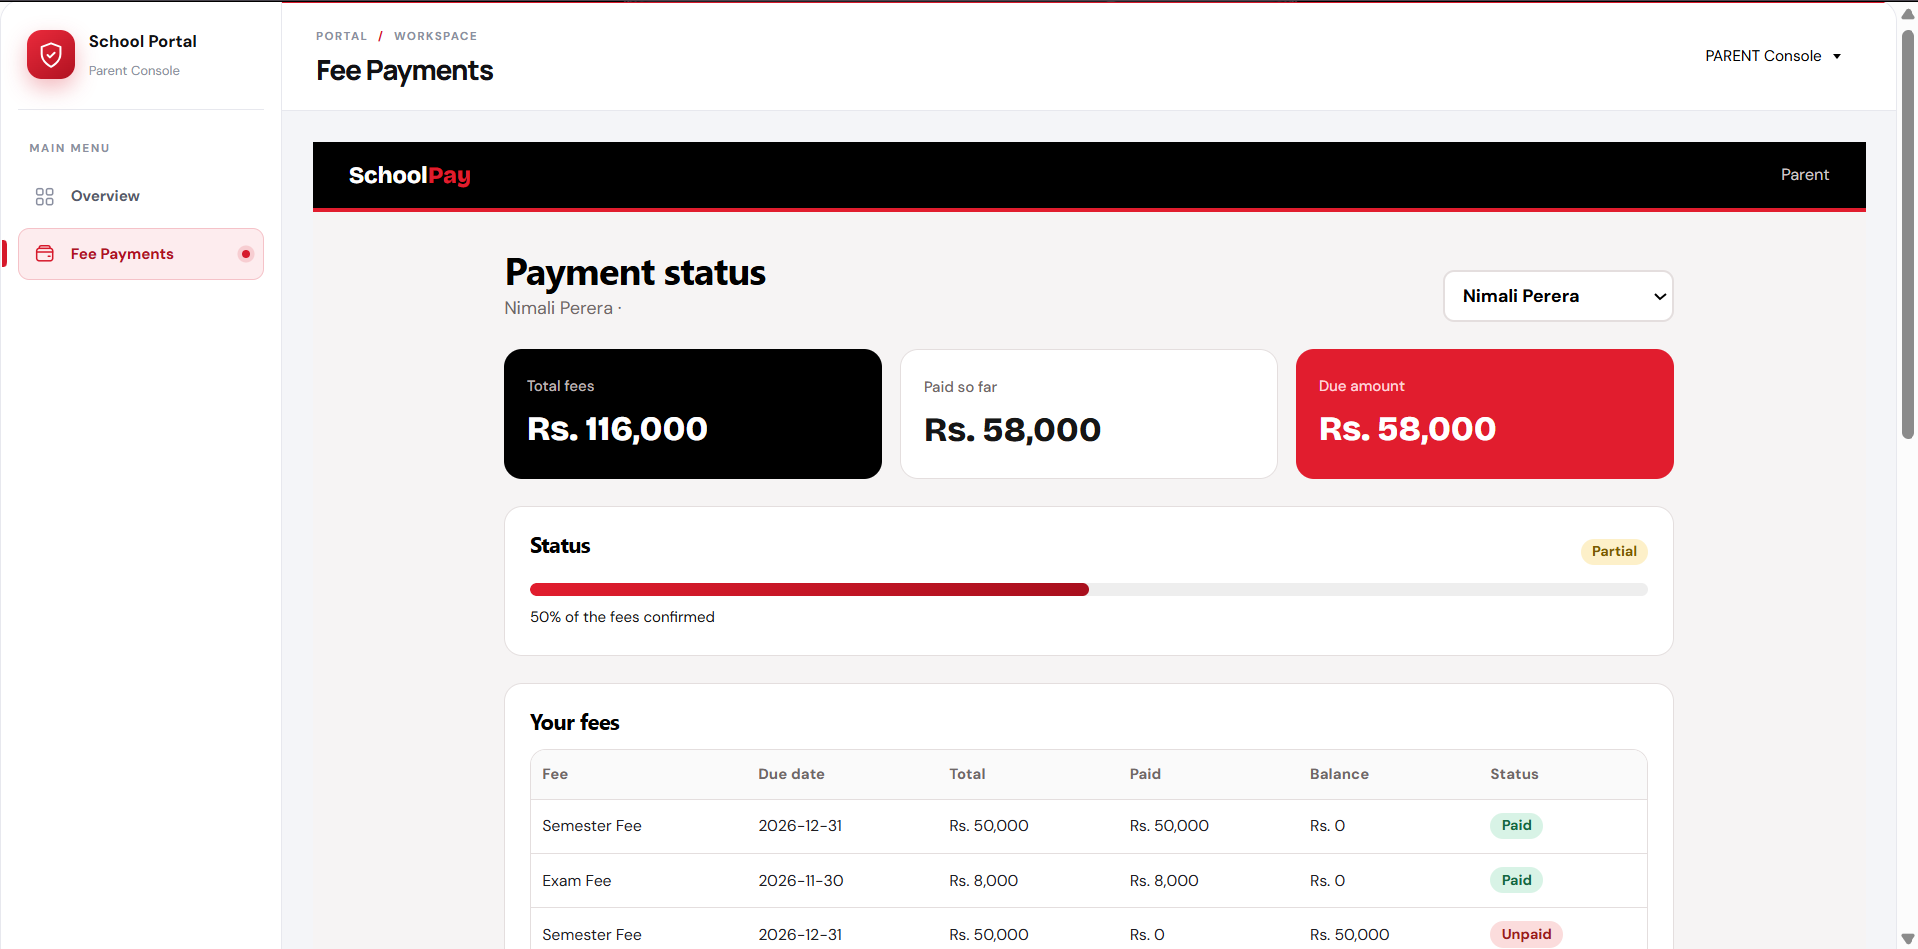 School Portal
Parent Console
MAIN MENU
Overview
Fee Payments
PORTAL / WORKSPACE
Fee Payments
PARENT Console
SchoolPay
Parent
Payment status
Nimali Perera ·
Nimali Perera
Total fees
Rs. 116,000
Paid so far
Rs. 58,000
Due amount
Rs. 58,000
Status
Partial
50% of the fees confirmed
Your fees
Fee Due date Total Paid Balance Status
Semester Fee 2026-12-31 Rs. 50,000 Rs. 50,000 Rs. 0 Paid
Exam Fee 2026-11-30 Rs. 8,000 Rs. 8,000 Rs. 0 Paid
Semester Fee 2026-12-31 Rs. 50,000 Rs. 0 Rs. 50,000 Unpaid